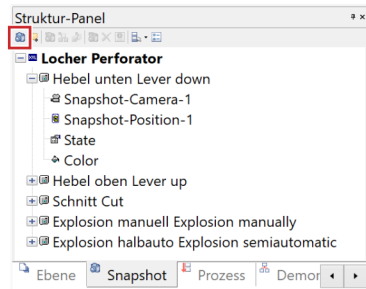 Struktur-Panel
Locher Perforator
Hebel unten Lever down
Snapshot-Camera-1
Snapshot-Position-1
State
Color
Hebel oben Lever up
Schnitt Cut
Explosion manuell Explosion manually
Explosion halbauto Explosion semiautomatic
Ebene Snapshot Prozess Demor